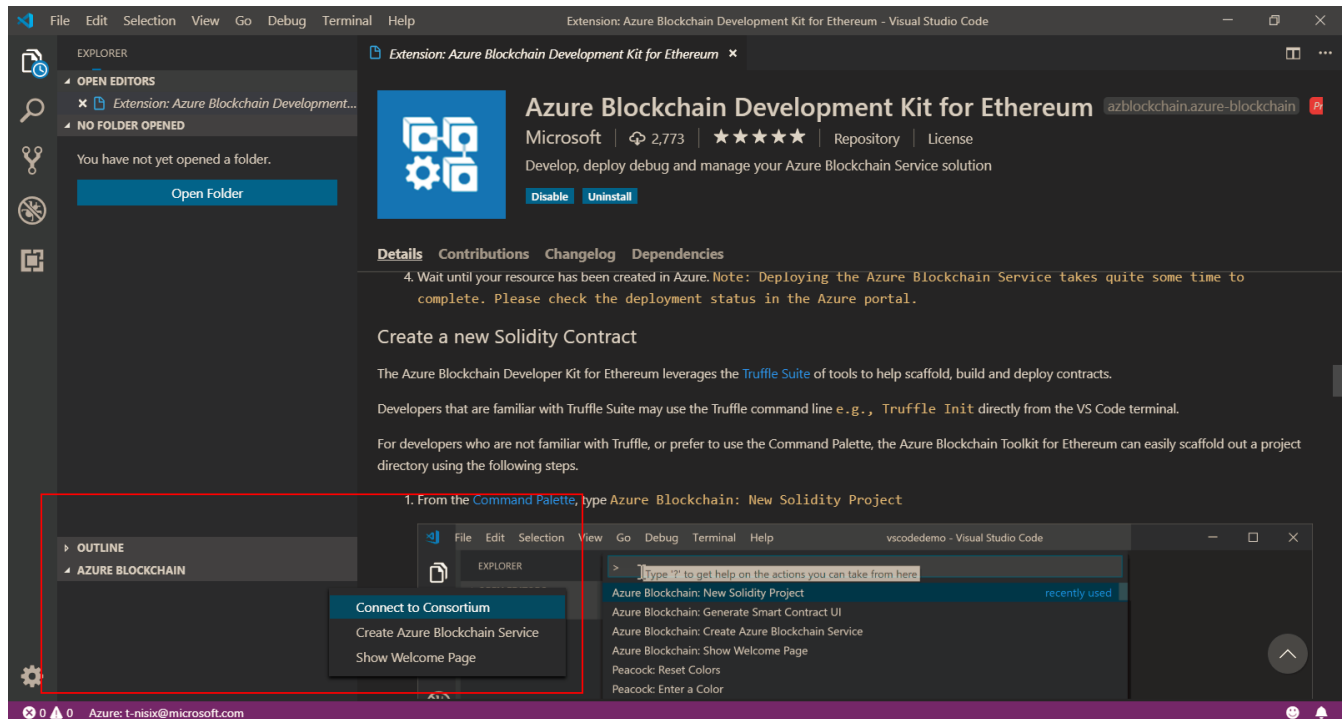 File Edit Selection View Go Debug Terminal Help Extension: Azure Blockchain Development Kit for Ethereum - Visual Studio Code
EXPLORER
OPEN EDITORS
Extension: Azure Blockchain Development...
NO FOLDER OPENED
You have not yet opened a folder.
Open Folder
OUTLINE
AZURE BLOCKCHAIN
Connect to Consortium
Create Azure Blockchain Service
Show Welcome Page
Extension: Azure Blockchain Development Kit for Ethereum
Azure Blockchain Development Kit for Ethereum azblockchain.azure-blockchain Pr
Microsoft 2,773 ★★★★★ Repository License
Develop, deploy debug and manage your Azure Blockchain Service solution
Disable Uninstall
Details Contributions Changelog Dependencies
4. Wait until your resource has been created in Azure. Note: Deploying the Azure Blockchain Service takes quite some time to
complete. Please check the deployment status in the Azure portal.
Create a new Solidity Contract
The Azure Blockchain Developer Kit for Ethereum leverages the Truffle Suite of tools to help scaffold, build and deploy contracts.
Developers that are familiar with Truffle Suite may use the Truffle command line e.g., Truffle Init directly from the VS Code terminal.
For developers who are not familiar with Truffle, or prefer to use the Command Palette, the Azure Blockchain Toolkit for Ethereum can easily scaffold out a project
directory using the following steps.
1. From the Command Palette, type Azure Blockchain: New Solidity Project
File Edit Selection View Go Debug Terminal Help vscodedemo - Visual Studio Code
EXPLORER
> Type '?' to get help on the actions you can take from here
Azure Blockchain: New Solidity Project recently used
Azure Blockchain: Generate Smart Contract UI
Azure Blockchain: Create Azure Blockchain Service
Azure Blockchain: Show Welcome Page
Peacock: Reset Colors
Peacock: Enter a Color
0 0 Azure: t-nisix@microsoft.com